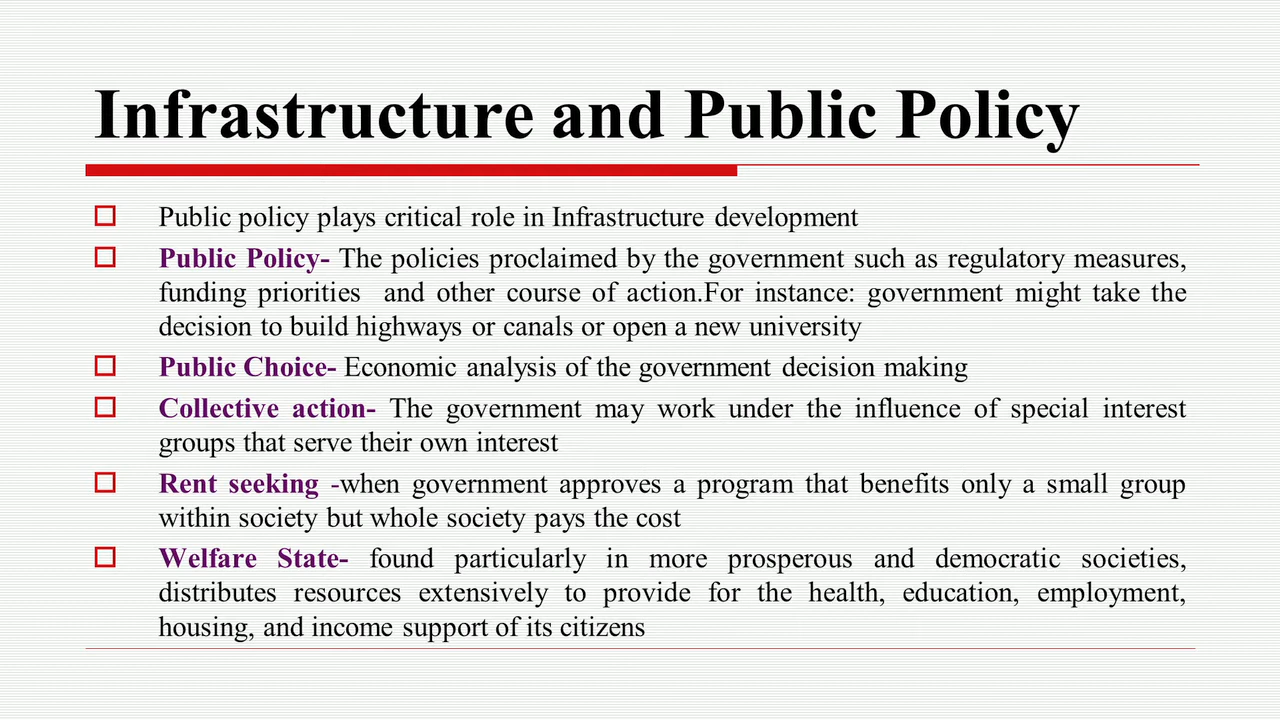 Infrastructure and Public Policy
Public policy plays critical role in Infrastructure development
Public Policy- The policies proclaimed by the government such as regulatory measures,
funding priorities  and other course of action.For instance: government might take the
decision to build highways or canals or open a new university
Public Choice- Economic analysis of the government decision making
Collective action- The government may work under the influence of special interest
groups that serve their own interest
Rent seeking -when government approves a program that benefits only a small group
within society but whole society pays the cost
Welfare State- found particularly in more prosperous and democratic societies,
distributes resources extensively to provide for the health, education, employment,
housing, and income support of its citizens